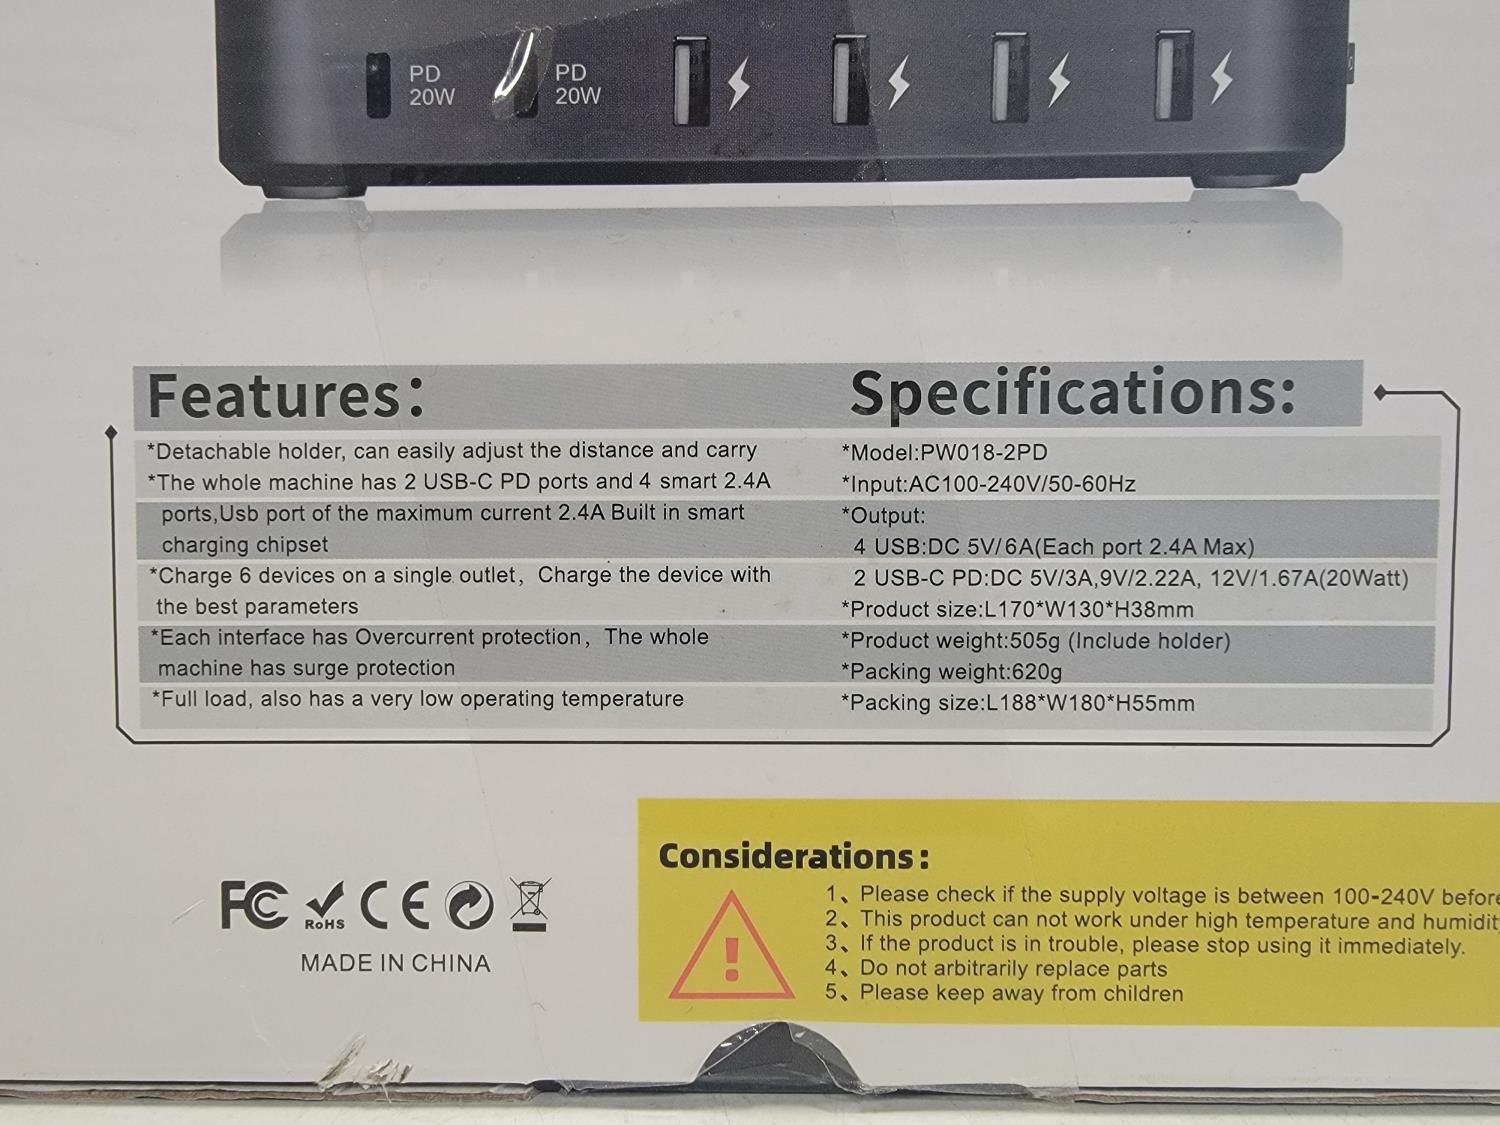 PD
20W
PD
20W
Features:
*Detachable holder, can easily adjust the distance and carry
*The whole machine has 2 USB-C PD ports and 4 smart 2.4A
ports,Usb port of the maximum current 2.4A Built in smart
charging chipset
*Charge 6 devices on a single outlet, Charge the device with
the best parameters
*Each interface has Overcurrent protection, The whole
machine has surge protection
*Full load, also has a very low operating temperature
Specifications:
*Model:PW018-2PD
*Input:AC100-240V/50-60Hz
*Output:
4 USB:DC 5V/6A(Each port 2.4A Max)
2 USB-C PD:DC 5V/3A,9V/2.22A, 12V/1.67A(20Watt)
*Product size:L170*W130*H38mm
*Product weight:505g (Include holder)
*Packing weight:620g
*Packing size:L188*W180*H55mm
FC RoHS CE
MADE IN CHINA
Considerations:
1、Please check if the supply voltage is between 100-240V before
2、This product can not work under high temperature and
3、If the product is in trouble, please stop using it immediately.
4、Do not arbitrarily replace parts
5、Please keep away from children